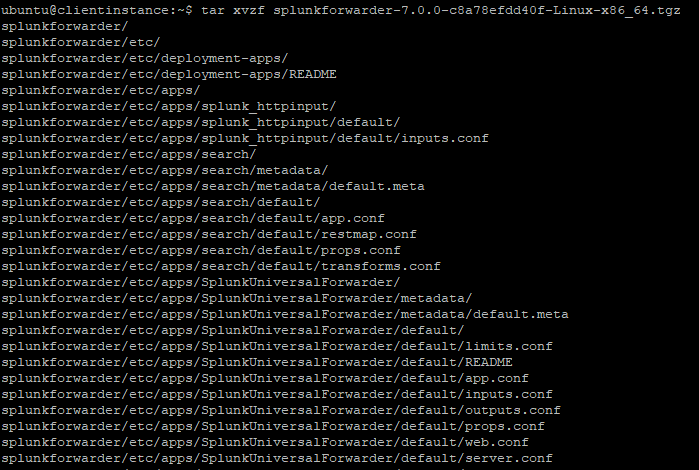 ubuntu@clientinstance:~$ tar xvzf splunkforwarder-7.0.0-c8a78efdd40f-Linux-x86_64.tgz
splunkforwarder/
splunkforwarder/etc/
splunkforwarder/etc/deployment-apps/
splunkforwarder/etc/deployment-apps/README
splunkforwarder/etc/apps/
splunkforwarder/etc/apps/splunk_httpinput/
splunkforwarder/etc/apps/splunk_httpinput/default/
splunkforwarder/etc/apps/splunk_httpinput/default/inputs.conf
splunkforwarder/etc/apps/search/
splunkforwarder/etc/apps/search/metadata/
splunkforwarder/etc/apps/search/metadata/default.meta
splunkforwarder/etc/apps/search/default/
splunkforwarder/etc/apps/search/default/app.conf
splunkforwarder/etc/apps/search/default/restmap.conf
splunkforwarder/etc/apps/search/default/props.conf
splunkforwarder/etc/apps/search/default/transforms.conf
splunkforwarder/etc/apps/SplunkUniversalForwarder/
splunkforwarder/etc/apps/SplunkUniversalForwarder/metadata/
splunkforwarder/etc/apps/SplunkUniversalForwarder/metadata/default.meta
splunkforwarder/etc/apps/SplunkUniversalForwarder/default/
splunkforwarder/etc/apps/SplunkUniversalForwarder/default/limits.conf
splunkforwarder/etc/apps/SplunkUniversalForwarder/default/README
splunkforwarder/etc/apps/SplunkUniversalForwarder/default/app.conf
splunkforwarder/etc/apps/SplunkUniversalForwarder/default/inputs.conf
splunkforwarder/etc/apps/SplunkUniversalForwarder/default/outputs.conf
splunkforwarder/etc/apps/SplunkUniversalForwarder/default/props.conf
splunkforwarder/etc/apps/SplunkUniversalForwarder/default/web.conf
splunkforwarder/etc/apps/SplunkUniversalForwarder/default/server.conf